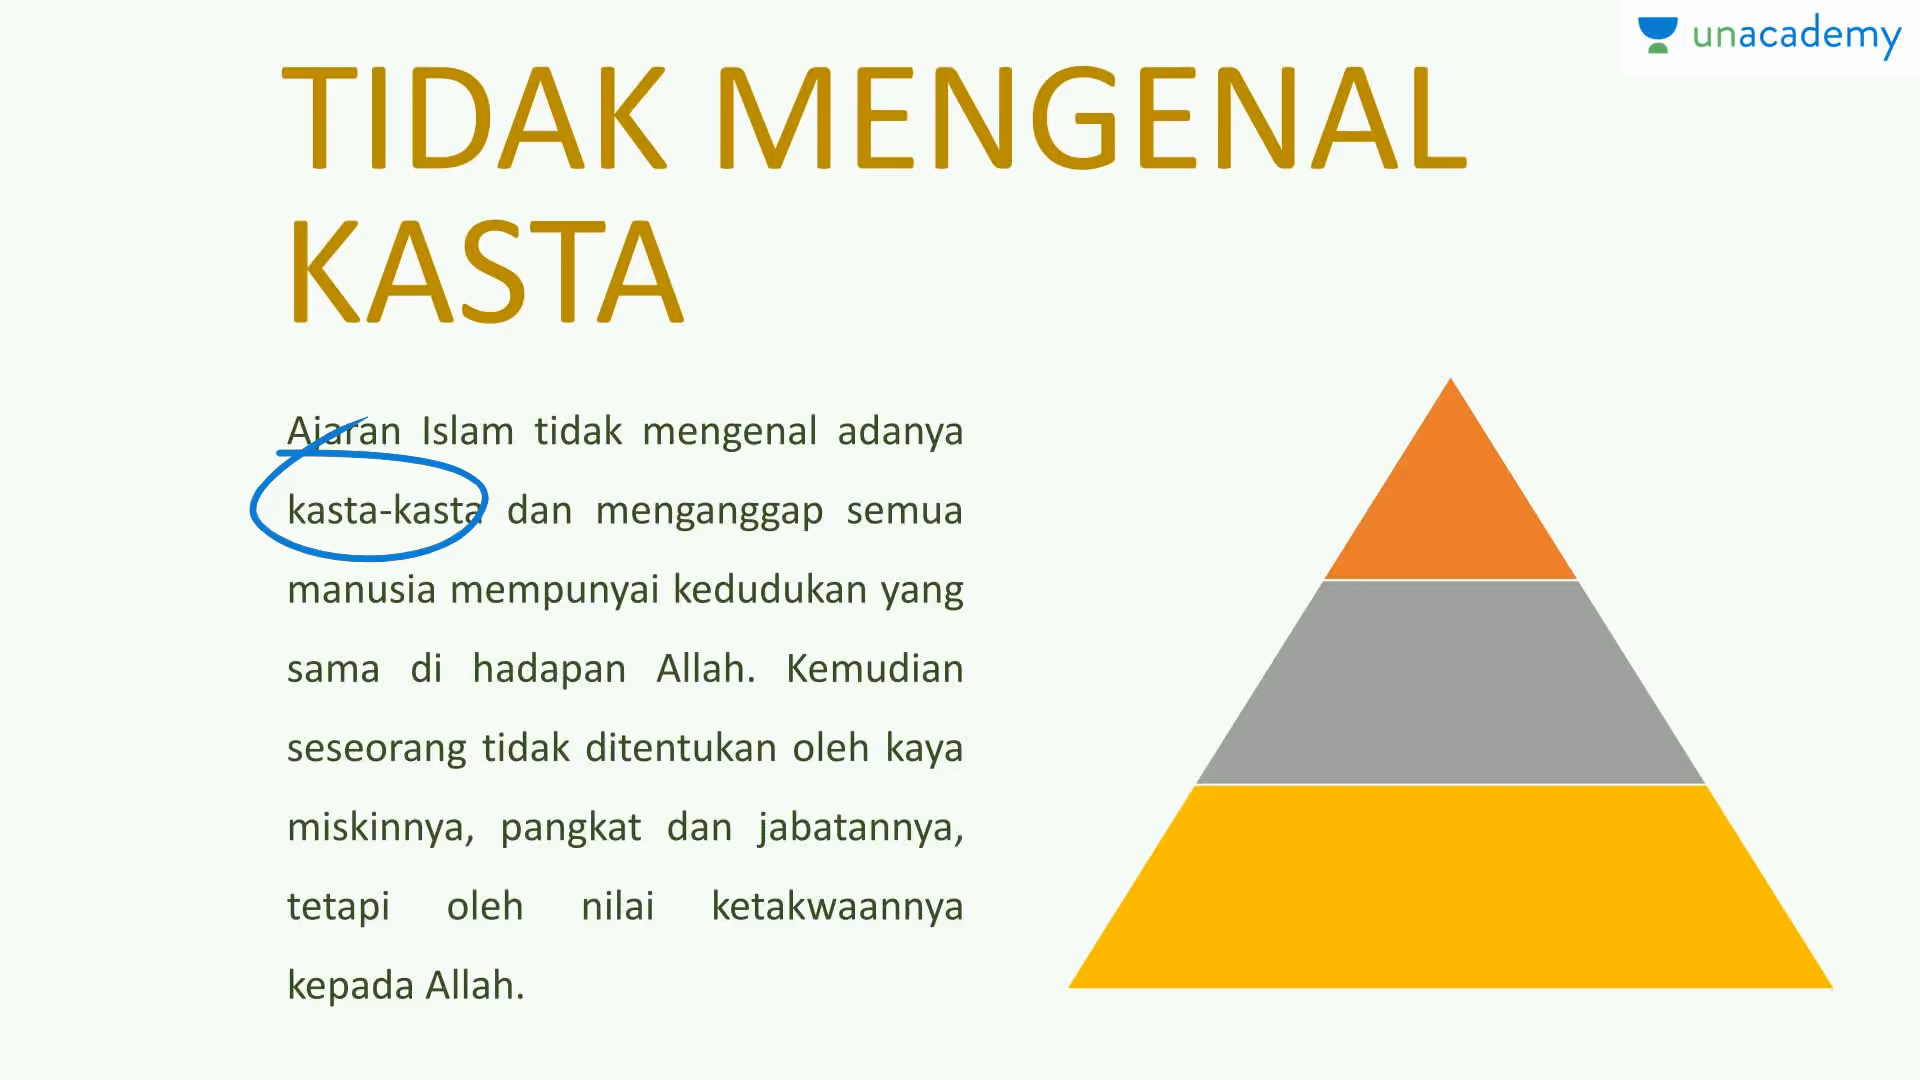 unacademy
TIDAK MENGENAL
KASTA
Ajaran Islam tidak mengenal adanya
kasta-kasta dan menganggap semua
manusia mempunyai kedudukan yang
sama di hadapan Allah. Kemudian
seseorang tidak ditentukan oleh kaya
miskinnya, pangkat dan jabatannya,
tetapi oleh nilai ketakwaannya
kepada Allah.